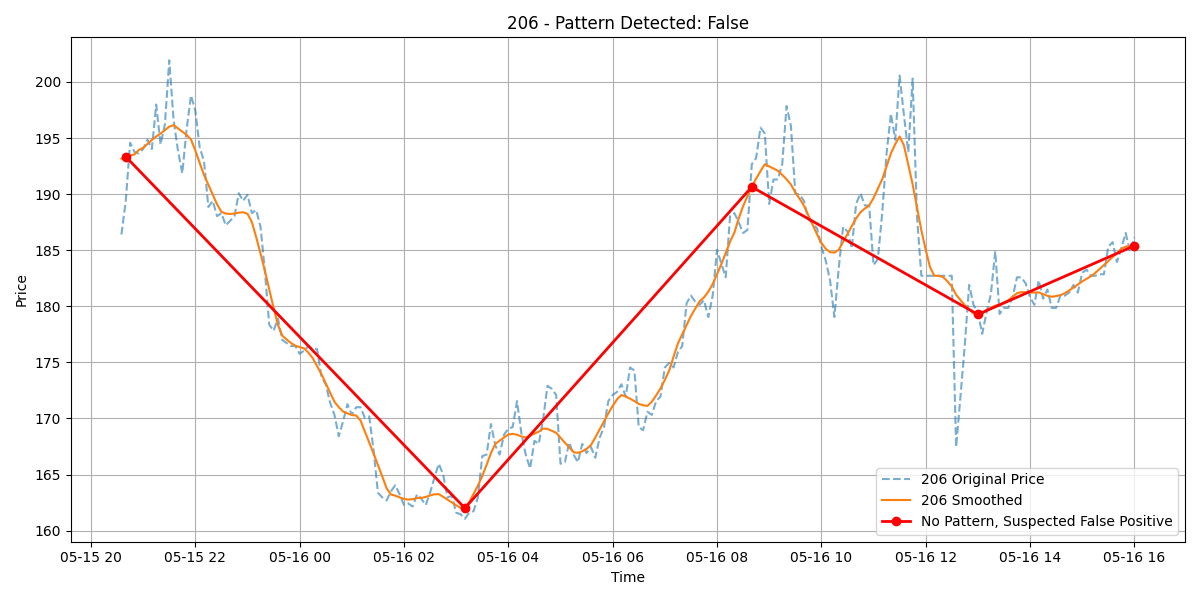 206 - Pattern Detected: False
Price
200
195
190
185
180
175
170
165
160
206 Original Price
206 Smoothed
No Pattern, Suspected False Positive
05-15 20 05-15 22 05-16 00 05-16 02 05-16 04 05-16 06 05-16 08 05-16 10 05-16 12 05-16 14 05-16 16
Time